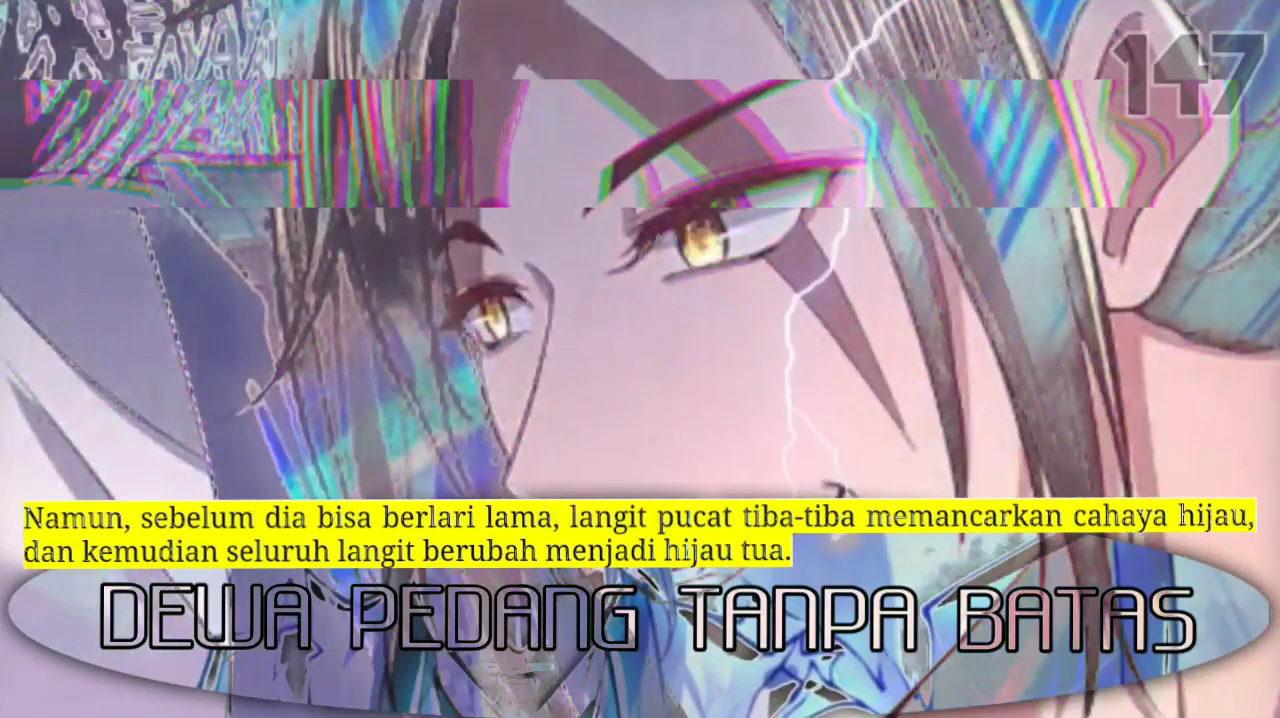 147
Namun, sebelum dia bisa berlari lama, langit pucat tiba-tiba memancarkan cahaya hijau,
dan kemudian seluruh langit berubah menjadi hijau tua.
DEWA PEDANG TANPA BATAS